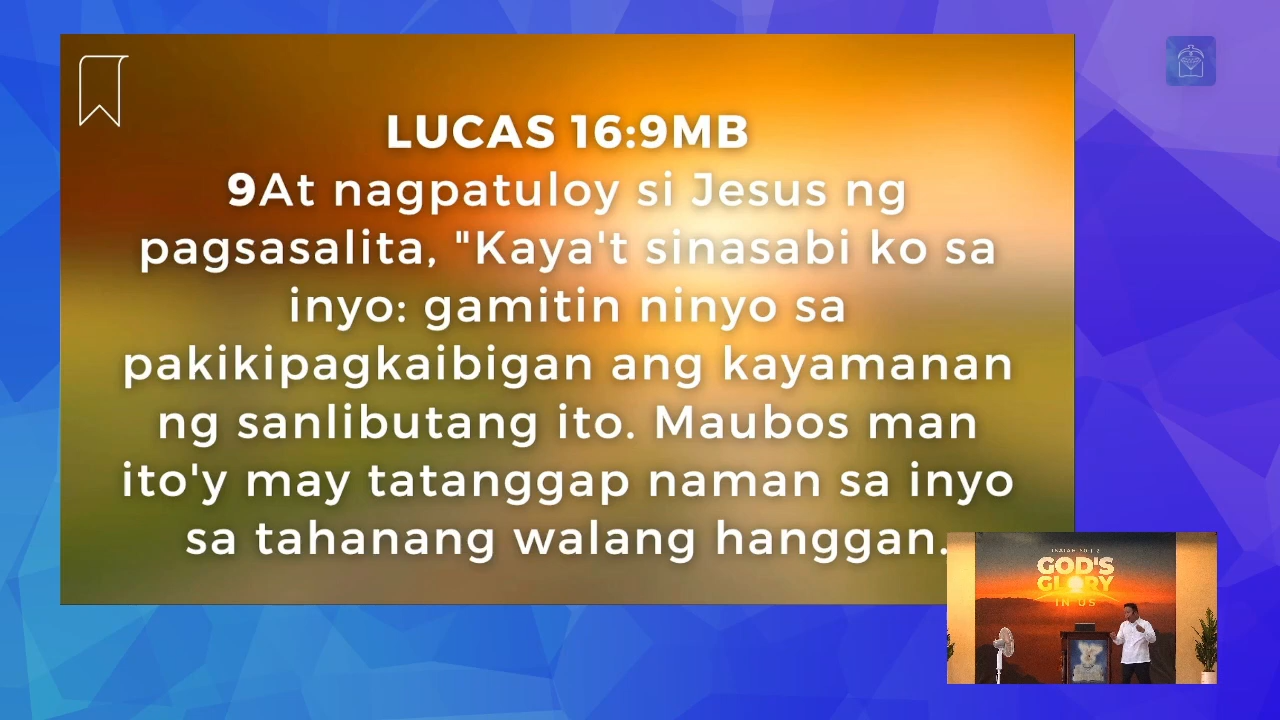 LUCAS 16:9MB
9At nagpatuloy si Jesus ng
pagsasalita, "Kaya't sinasabi ko sa
inyo: gamitin ninyo sa
pakikipagkaibigan ang kayamanan
ng sanlibutang ito. Maubos man
ito'y may tatanggap naman sa inyo
sa tahanang walang hanggan.
GOD'S
GLORY
IN US